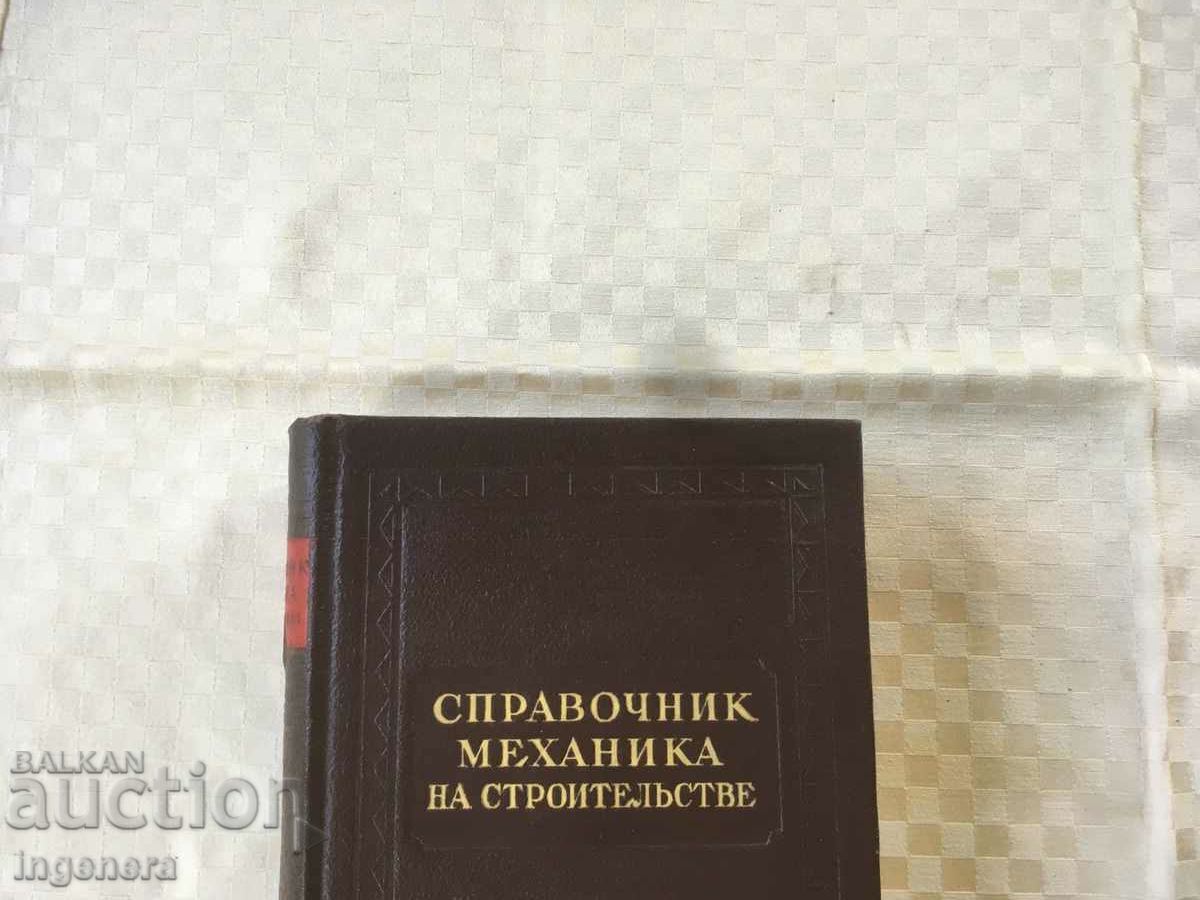 СПРАВОЧНИК
МЕХАНИКА
НА СТРОИТЕЛЬСТВЕ
BALKAN
auction
ingenera